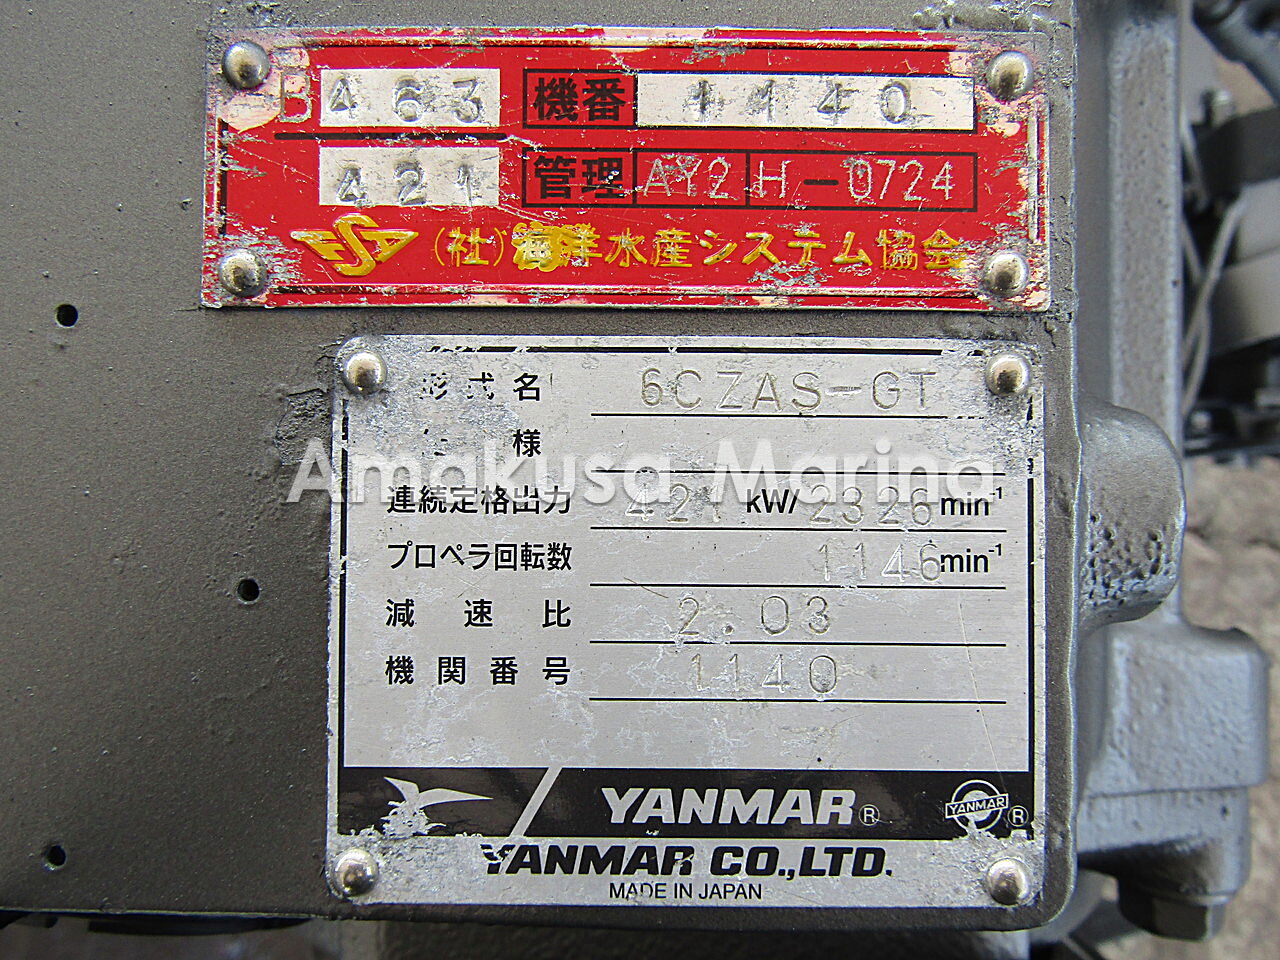 B 463 機番 1140
421 管理 AY2 H-0724
(社)海洋水産システム協会
形式名 6CZAS-GT
仕様
Amakusa Marina
連続定格出力 421 kW/2326 min⁻¹
プロペラ回転数 1146 min⁻¹
減速比 2.03
機関番号 1140
YANMAR® YANMAR ®
YANMAR CO.,LTD.
MADE IN JAPAN